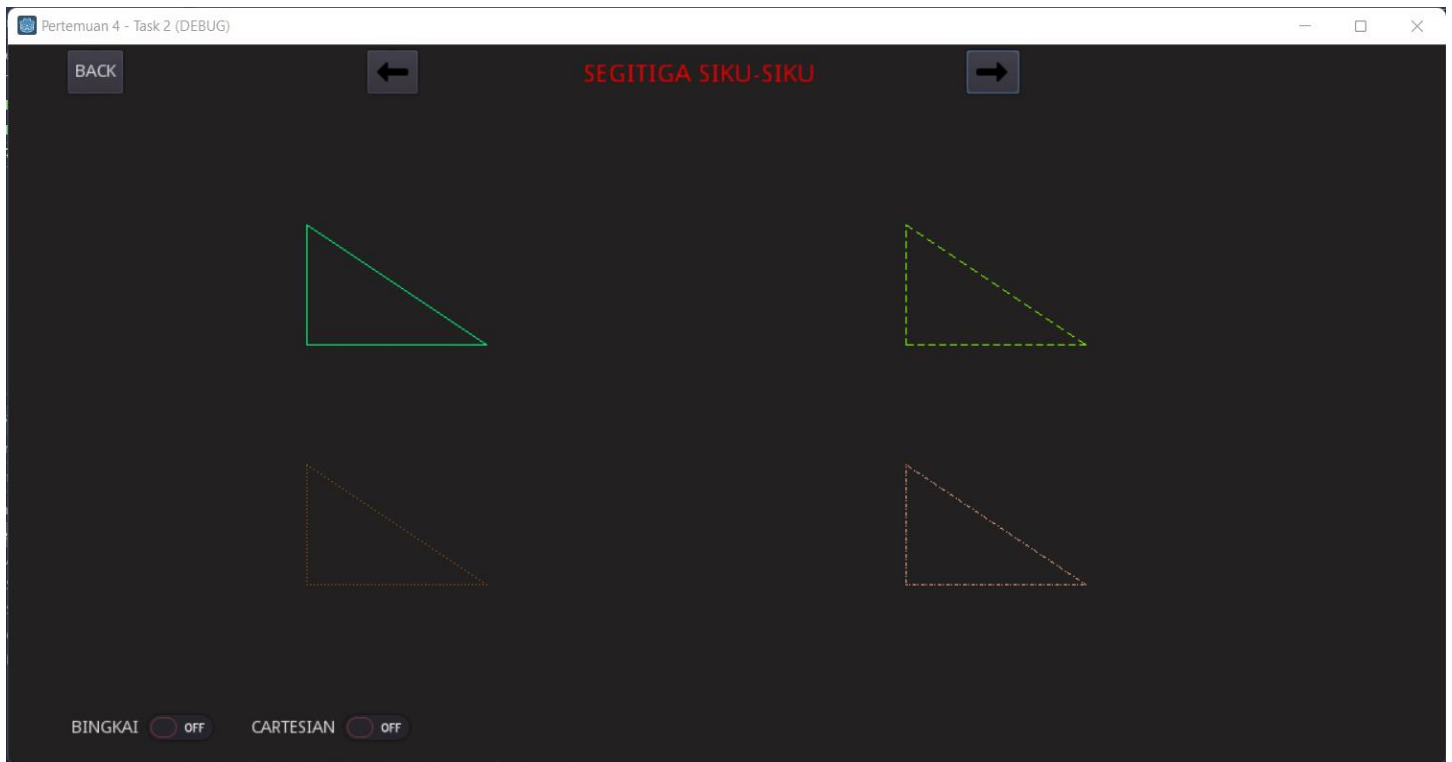 Pertemuan 4 - Task 2 (DEBUG)
BACK
SEGITIGA SIKU-SIKU
BINGKAI OFF CARTESIAN OFF